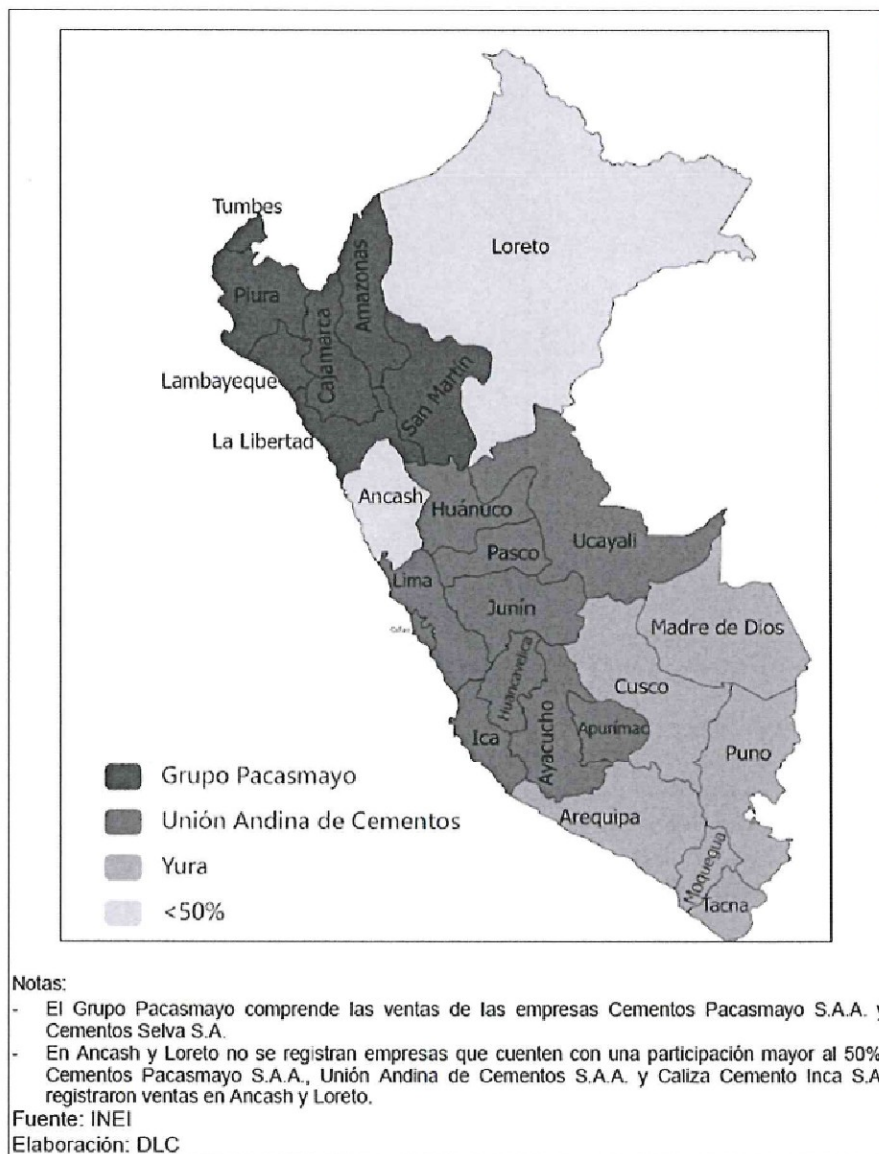 Tumbes
Loreto
Piura
Amazonas
Cajamarca
Lambayeque
San Martín
La Libertad
Ancash
Huánuco
Ucayali
Pasco
Lima
Junín
Madre de Dios
Huancavelica
Cusco
Ica
Ayacucho
Apurímac
Puno
Arequipa
Moquegua
Tacna
Grupo Pacasmayo
Unión Andina de Cementos
Yura
<50%
Notas:
- El Grupo Pacasmayo comprende las ventas de las empresas Cementos Pacasmayo S.A.A. y
Cementos Selva S.A.
- En Ancash y Loreto no se registran empresas que cuenten con una participación mayor al 50%
Cementos Pacasmayo S.A.A., Unión Andina de Cementos S.A.A. y Caliza Cemento Inca S.A.
registraron ventas en Ancash y Loreto.
Fuente: INEI
Elaboración: DLC